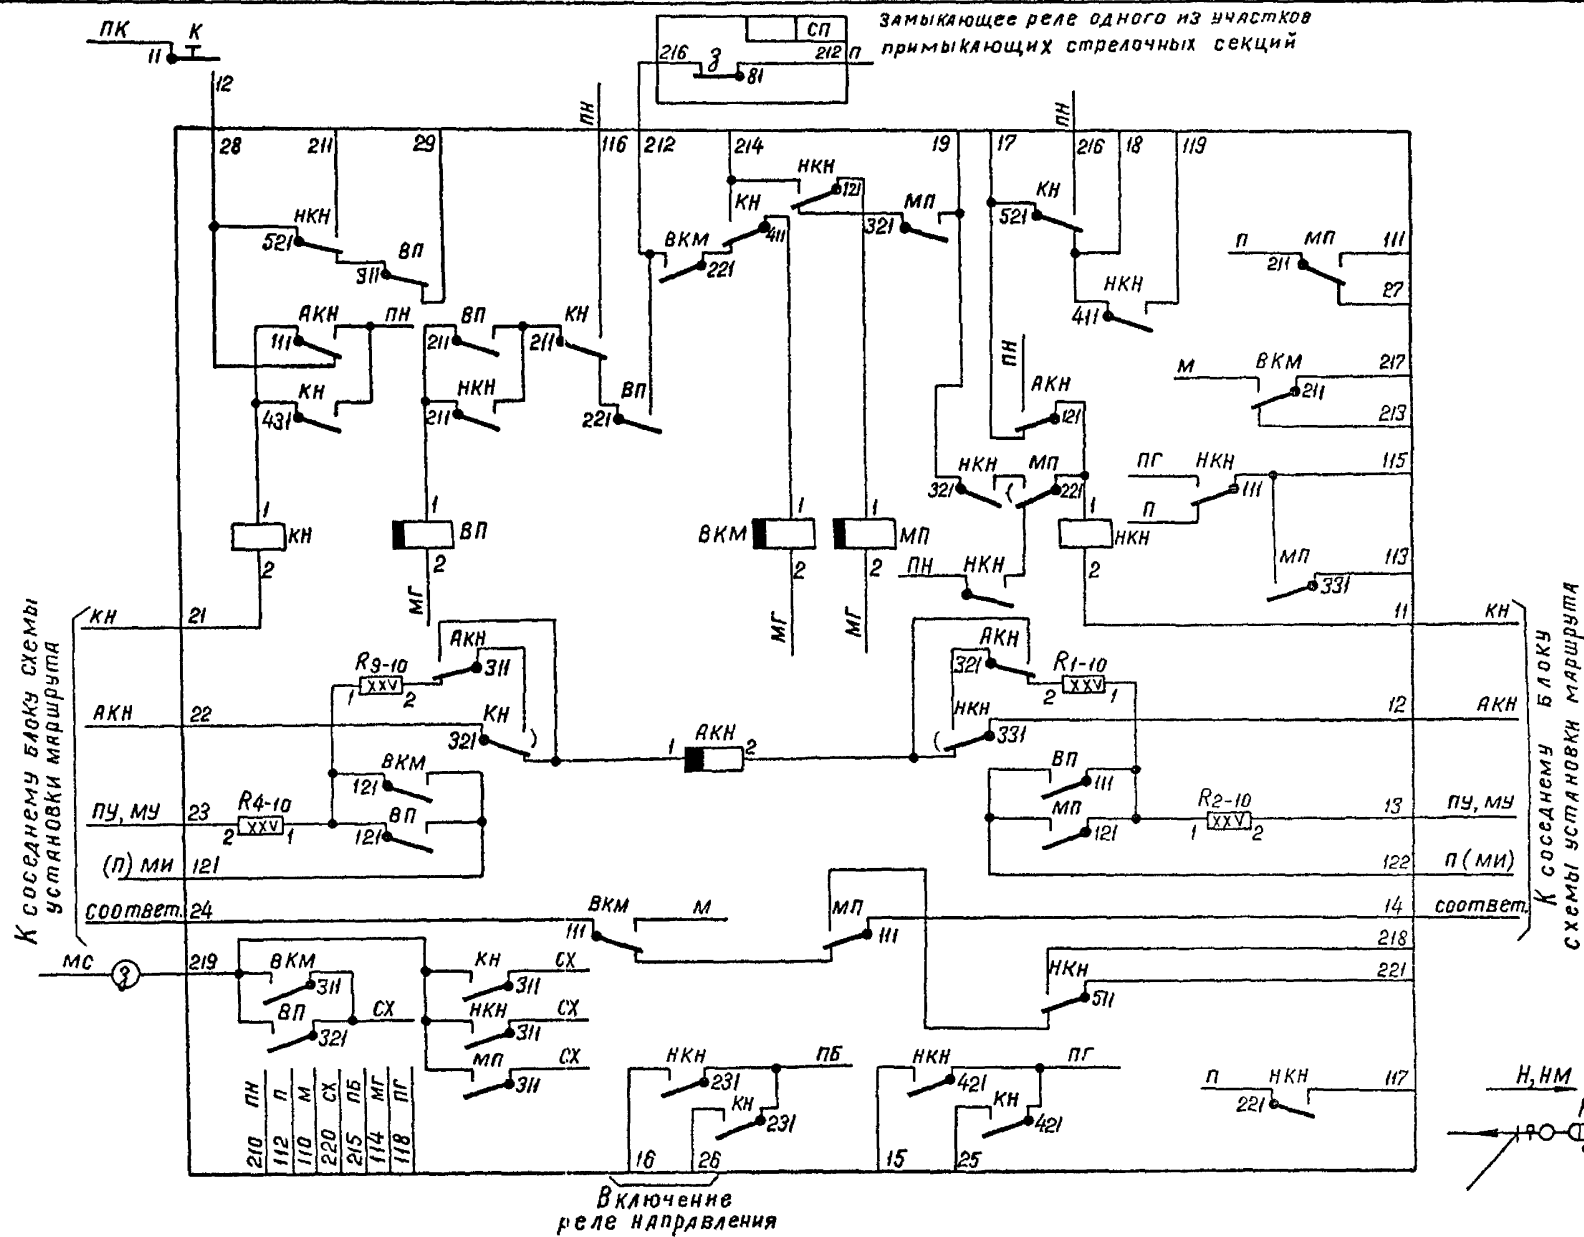 ПК К
11
12
ЗАМЫКАЮЩЕЕ РЕЛЕ ОДНОГО ИЗ УЧАСТКОВ
ПРИМЫКАЮЩИХ СТРЕЛОЧНЫХ СЕКЦИЙ
СП
216 З 212 П
81
ПН
ПН
28 211 29 116 212 214 19 17 216 18 119
НКН
521
ВП
311
НКН
121
КН
411
ВКМ
221
МП
321
КН
521
НКН
411
П МП 111
211
27
АКН ПН
111
КН
431
ВП
211
НКН
211
КН
211
ВП
221
ПН
АКН
121
М ВКМ 217
211
213
НКН МП
321 221
ПГ НКН 115
111
П
МП 113
331
1 КН 2
1 ВП 2
МГ
ВКМ 1 2
МГ
1 МП 2
МГ
1 НКН 2
ПН НКН
К СОСЕДНЕМУ БЛОКУ СХЕМЫ
УСТАНОВКИ МАРШРУТА
КН 21
11 КН
К СОСЕДНЕМУ БЛОКУ
СХЕМЫ УСТАНОВКИ МАРШРУТА
АКН
311
R9-10
1 XXV 2
АКН
321
R1-10
2 XXV 1
АКН 22
КН
321
1 АКН 2
НКН
331
12 АКН
ВКМ
121
ВП
111
ПУ, МУ 23
R4-10
2 XXV 1
ВП
121
МП
121
R2-10
1 XXV 2
13 ПУ, МУ
(П) МИ 121
122 П (МИ)
СООТВЕТ. 24
ВКМ М
111
МП
111
14 СООТВЕТ.
218
221
НКН
511
МС З 219
ВКМ
311
ВП
321
СХ
КН СХ
311
НКН СХ
311
МП СХ
311
210 ПН
112 П
110 М
220 СХ
215 ПБ
114 МГ
118 ПГ
НКН ПБ
231
КН
231
16 26
НКН ПГ
421
КН
421
15 25
П НКН 117
221
Н, НМ
ВКЛЮЧЕНИЕ
РЕЛЕ НАПРАВЛЕНИЯ